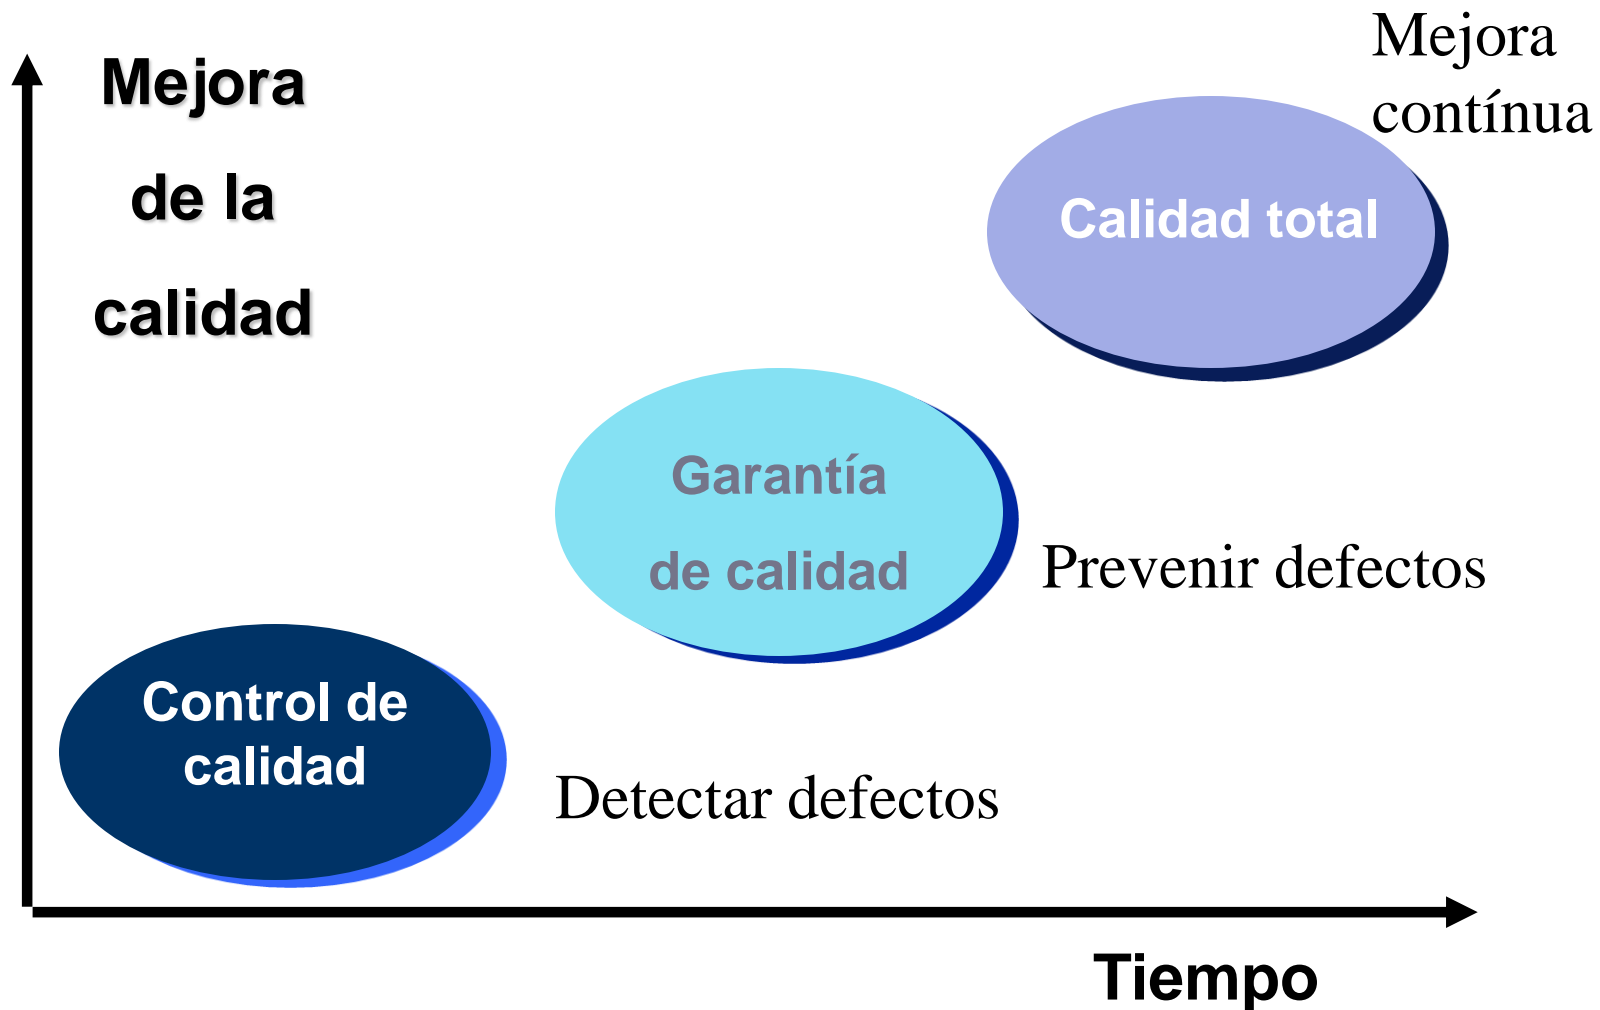 Mejora
de la
calidad
Mejora
contínua
Calidad total
Garantía
de calidad
Prevenir defectos
Control de
calidad
Detectar defectos
Tiempo